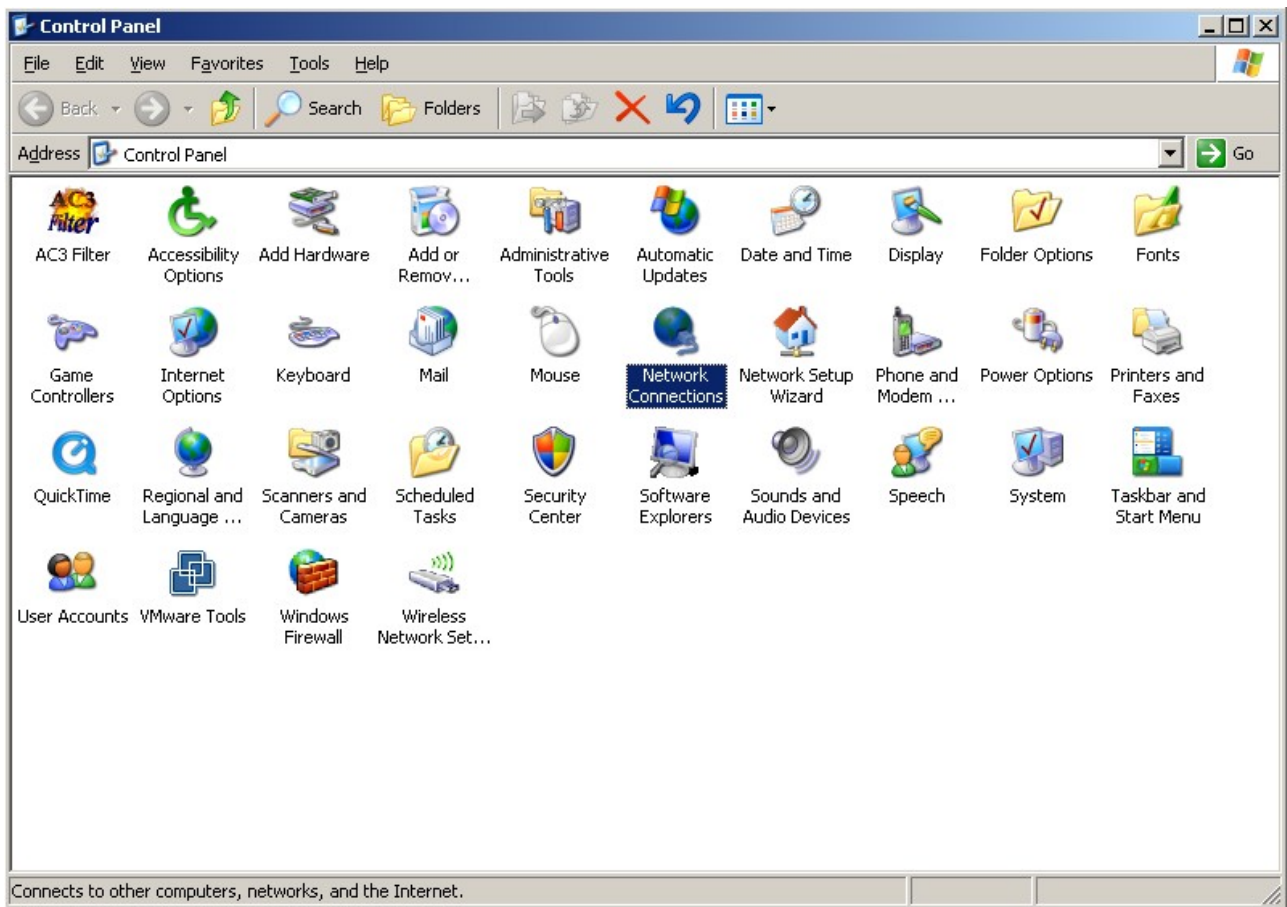 Control Panel
File Edit View Favorites Tools Help
Back Search Folders
Address Control Panel Go
AC3 Filter
AC3 Filter
Accessibility
Options
Add Hardware
Add or
Remov...
Administrative
Tools
Automatic
Updates
Date and Time
Display
Folder Options
Fonts
Game
Controllers
Internet
Options
Keyboard
Mail
Mouse
Network
Connections
Network Setup
Wizard
Phone and
Modem ...
Power Options
Printers and
Faxes
QuickTime
Regional and
Language ...
Scanners and
Cameras
Scheduled
Tasks
Security
Center
Software
Explorers
Sounds and
Audio Devices
Speech
System
Taskbar and
Start Menu
User Accounts
VMware Tools
Windows
Firewall
Wireless
Network Set...
Connects to other computers, networks, and the Internet.